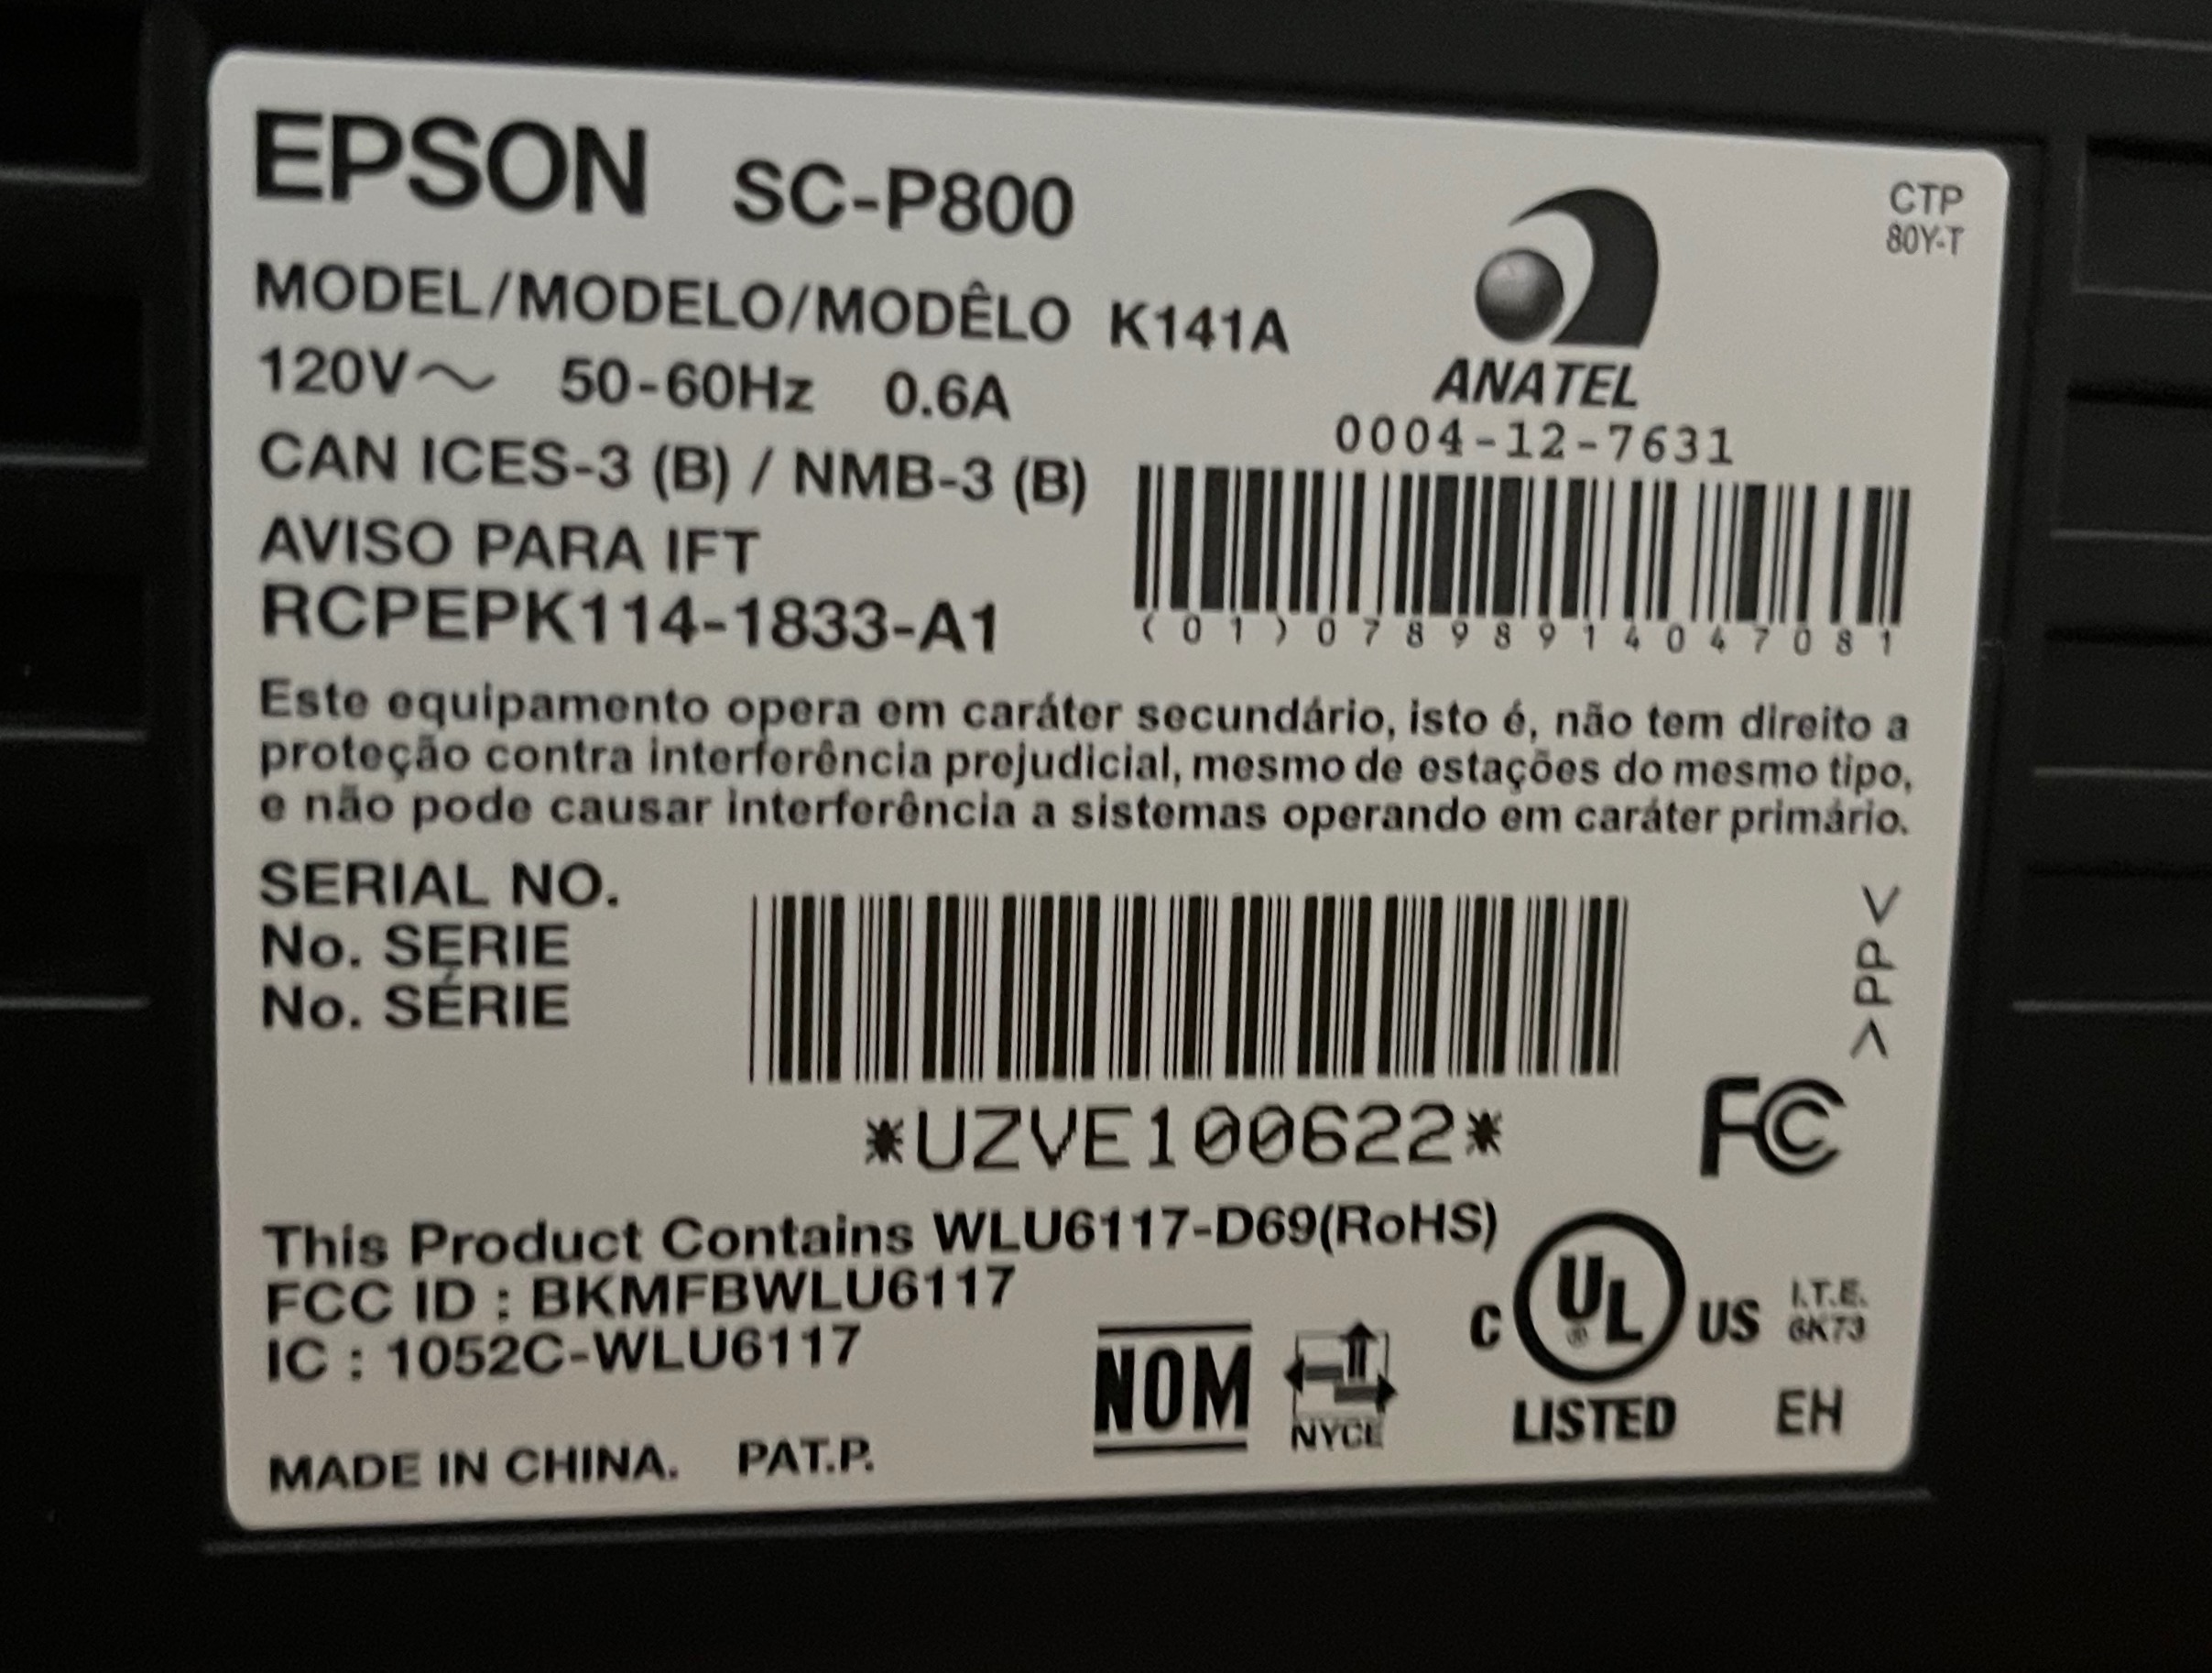 EPSON SC-P800
CTP
80Y-T
MODEL/MODELO/MODÊLO K141A
120V~ 50-60Hz 0.6A
ANATEL
0004-12-7631
CAN ICES-3 (B) / NMB-3 (B)
AVISO PARA IFT
RCPEPK114-1833-A1
(01)07898914047081
Este equipamento opera em caráter secundário, isto é, não tem direito a
proteção contra interferência prejudicial, mesmo de estações do mesmo tipo,
e não pode causar interferência a sistemas operando em caráter primário.
SERIAL NO.
No. SERIE
No. SÉRIE
*UZVE100622*
>PP<
FC
This Product Contains WLU6117-D69(RoHS)
FCC ID : BKMFBWLU6117
IC : 1052C-WLU6117
NOM
NYCE
C UL® US
LISTED
I.T.E.
6K73
EH
MADE IN CHINA. PAT.P.